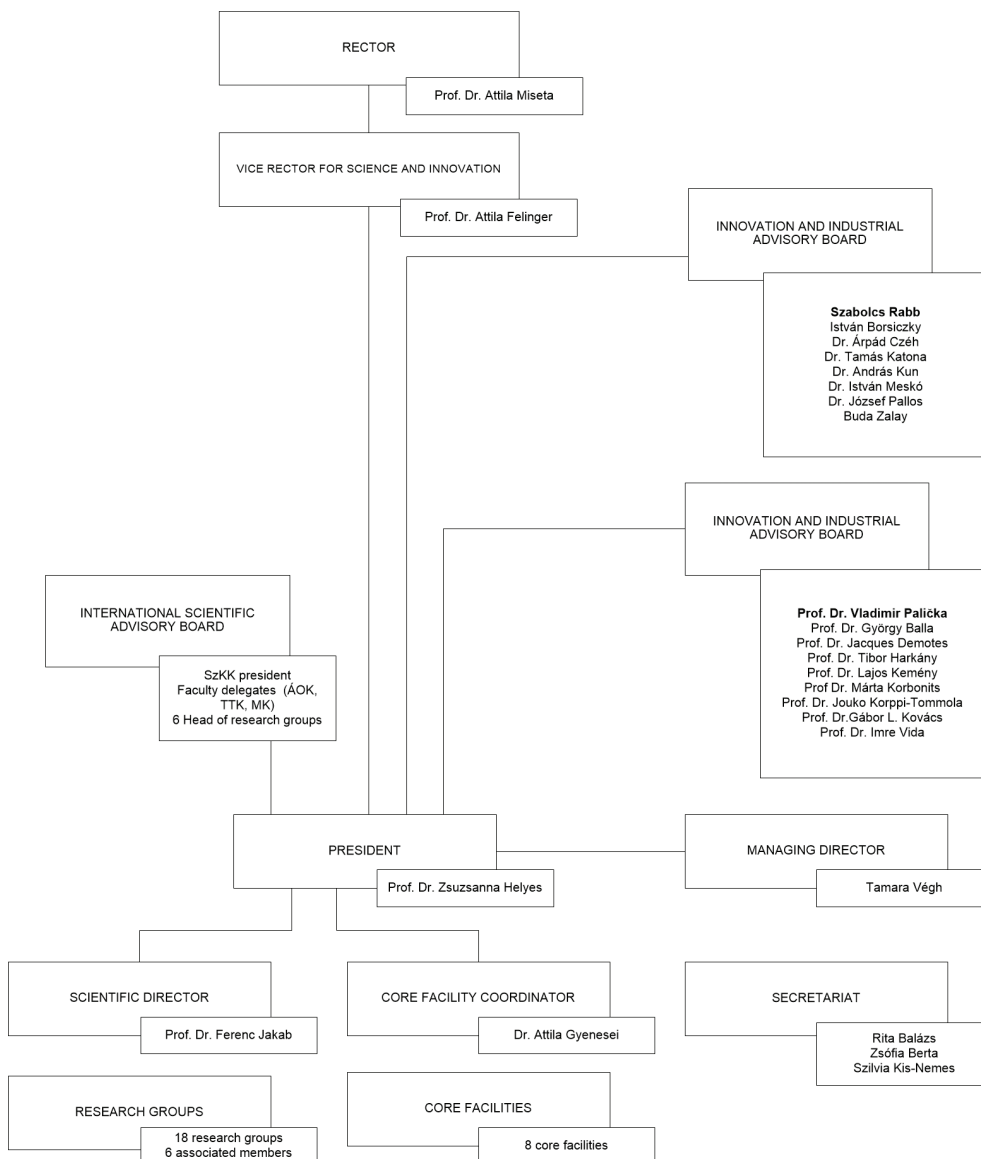 RECTOR
Prof. Dr. Attila Miseta
VICE RECTOR FOR SCIENCE AND INNOVATION
Prof. Dr. Attila Felinger
INNOVATION AND INDUSTRIAL
ADVISORY BOARD
Szabolcs Rabb
István Borsiczky
Dr. Árpád Czéh
Dr. Tamás Katona
Dr. András Kun
Dr. István Meskó
Dr. József Pallos
Buda Zalay
INNOVATION AND INDUSTRIAL
ADVISORY BOARD
Prof. Dr. Vladimir Palička
Prof. Dr. György Balla
Prof. Dr. Jacques Demotes
Prof. Dr. Tibor Harkány
Prof. Dr. Lajos Kemény
Prof Dr. Márta Korbonits
Prof. Dr. Jouko Korppi-Tommola
Prof. Dr.Gábor L. Kovács
Prof. Dr. Imre Vida
INTERNATIONAL SCIENTIFIC
ADVISORY BOARD
SzKK president
Faculty delegates (ÁOK,
TTK, MK)
6 Head of research groups
PRESIDENT
Prof. Dr. Zsuzsanna Helyes
MANAGING DIRECTOR
Tamara Végh
SCIENTIFIC DIRECTOR
Prof. Dr. Ferenc Jakab
CORE FACILITY COORDINATOR
Dr. Attila Gyenesei
SECRETARIAT
Rita Balázs
Zsófia Berta
Szilvia Kis-Nemes
RESEARCH GROUPS
18 research groups
6 associated members
CORE FACILITIES
8 core facilities